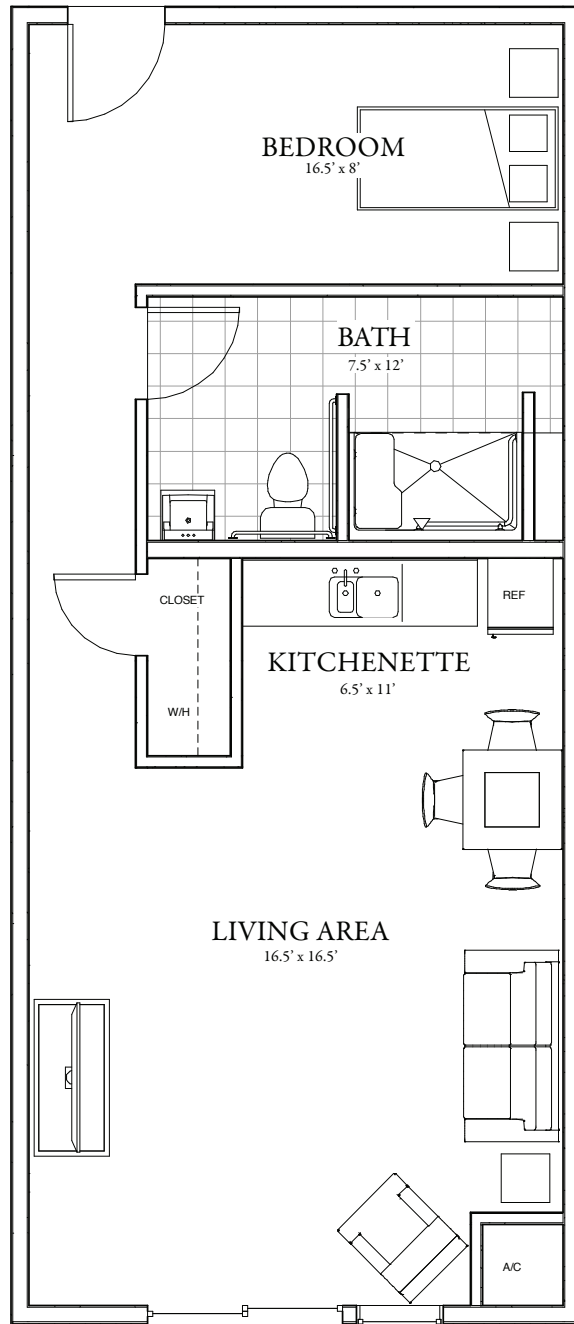 BEDROOM
16.5' x 8'
BATH
7.5' x 12'
CLOSET
REF
KITCHENETTE
6.5' x 11'
W/H
LIVING AREA
16.5' x 16.5'
A/C